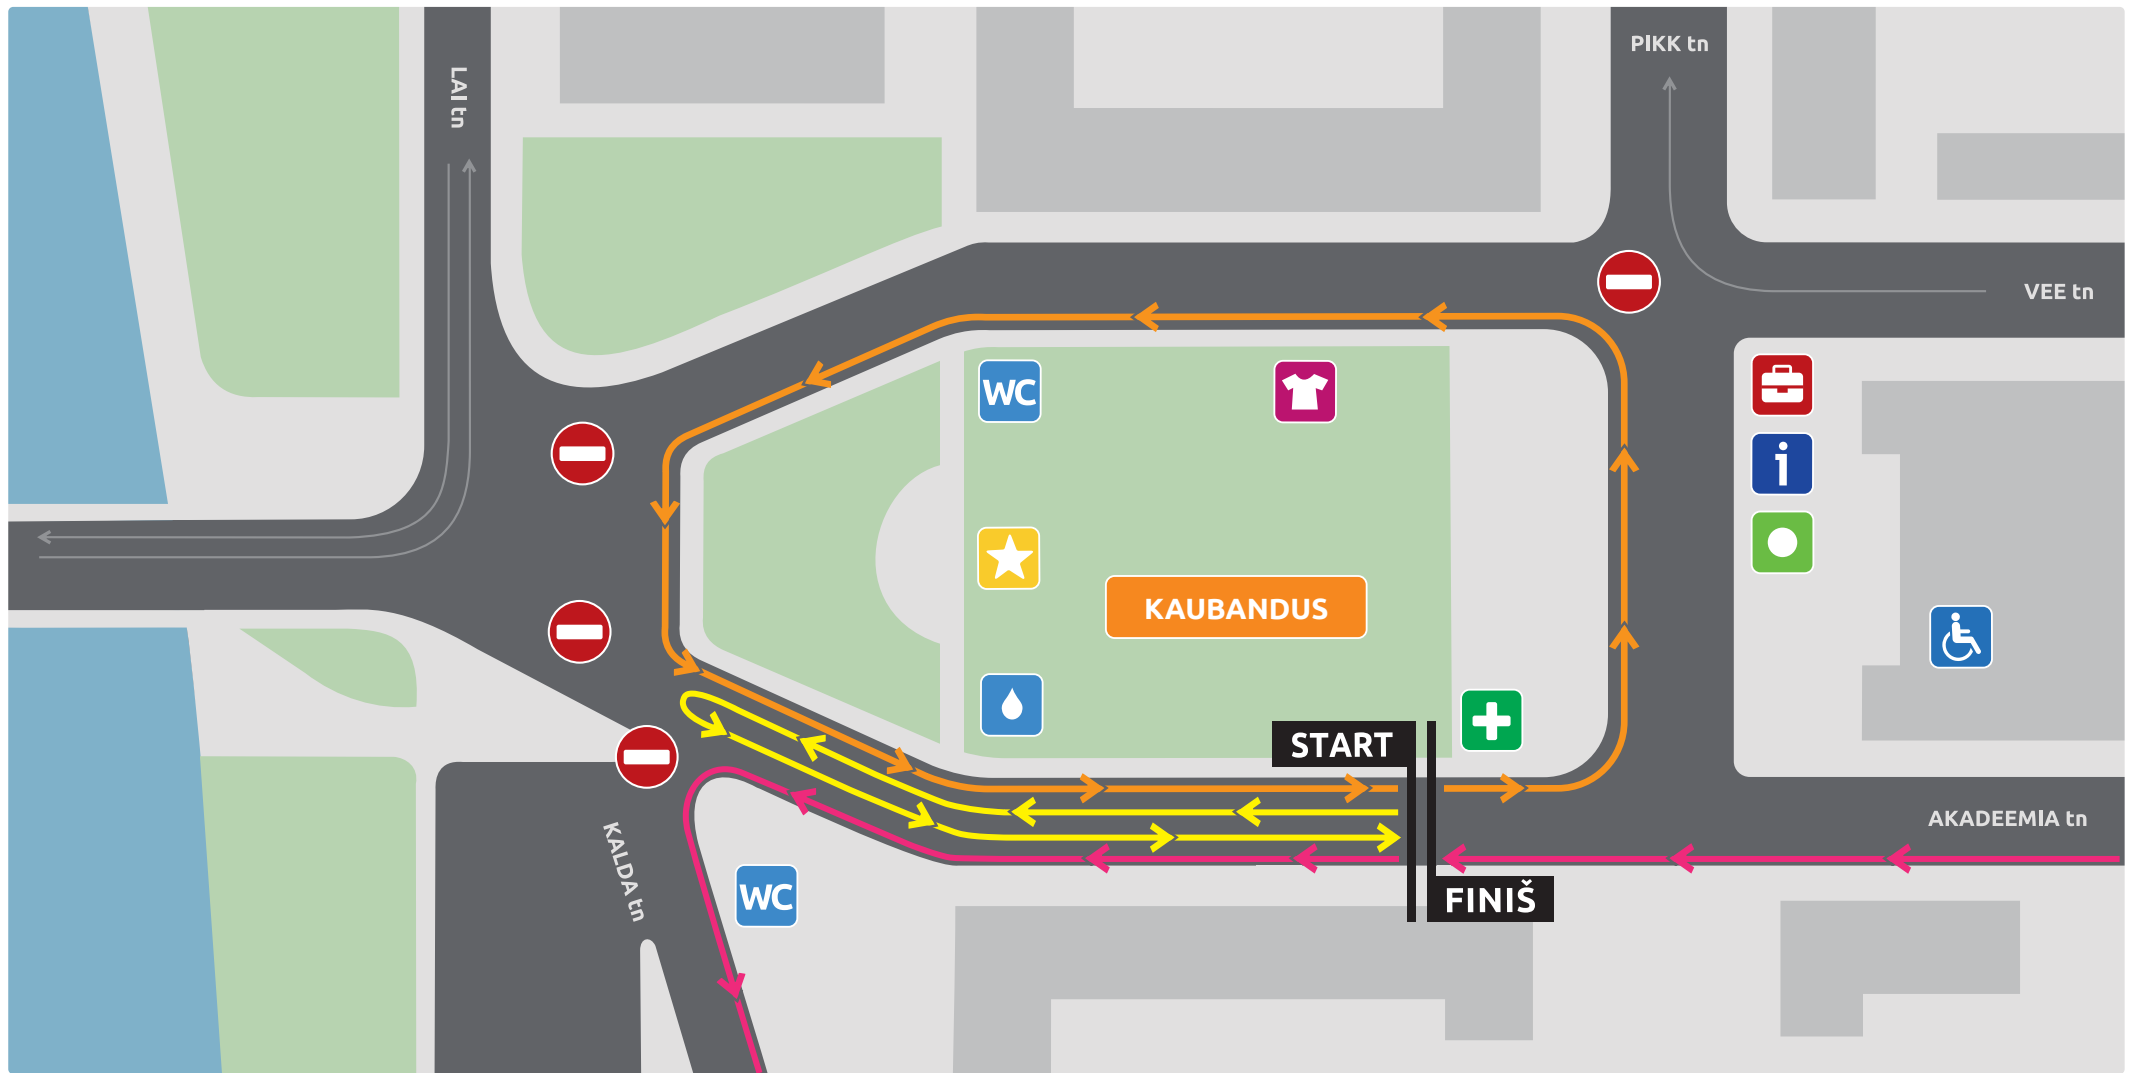 PIKK tn
LAI tn
VEE tn
WC
i
KAUBANDUS
START
AKADEEMIA tn
KALDA tn
WC
FINIŠ